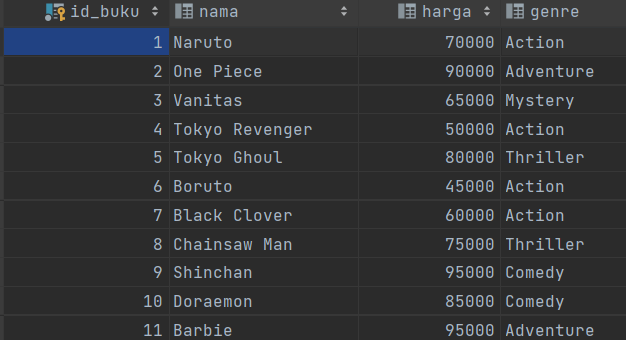 id_buku nama harga genre
1 Naruto 70000 Action
2 One Piece 90000 Adventure
3 Vanitas 65000 Mystery
4 Tokyo Revenger 50000 Action
5 Tokyo Ghoul 80000 Thriller
6 Boruto 45000 Action
7 Black Clover 60000 Action
8 Chainsaw Man 75000 Thriller
9 Shinchan 95000 Comedy
10 Doraemon 85000 Comedy
11 Barbie 95000 Adventure